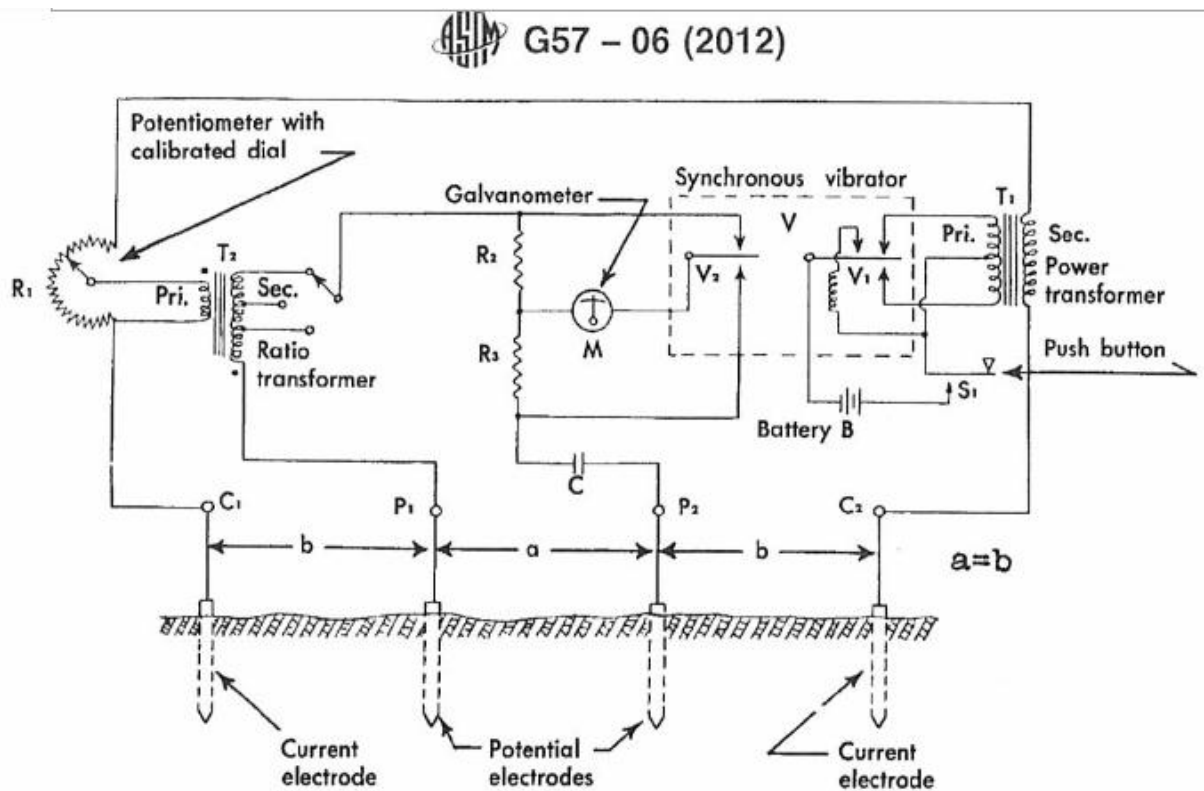 ASTM G57 – 06 (2012)
Potentiometer with
calibrated dial
Galvanometer
Synchronous vibrator
V
T₁
Pri.
Sec.
Power
transformer
R₁
T₂
Pri.
Sec.
Ratio
transformer
R₂
M
R₃
V₂
V₁
Push button
S₁
Battery B
C
C₁
P₁
P₂
C₂
b
a
b
a=b
Current
electrode
Potential
electrodes
Current
electrode